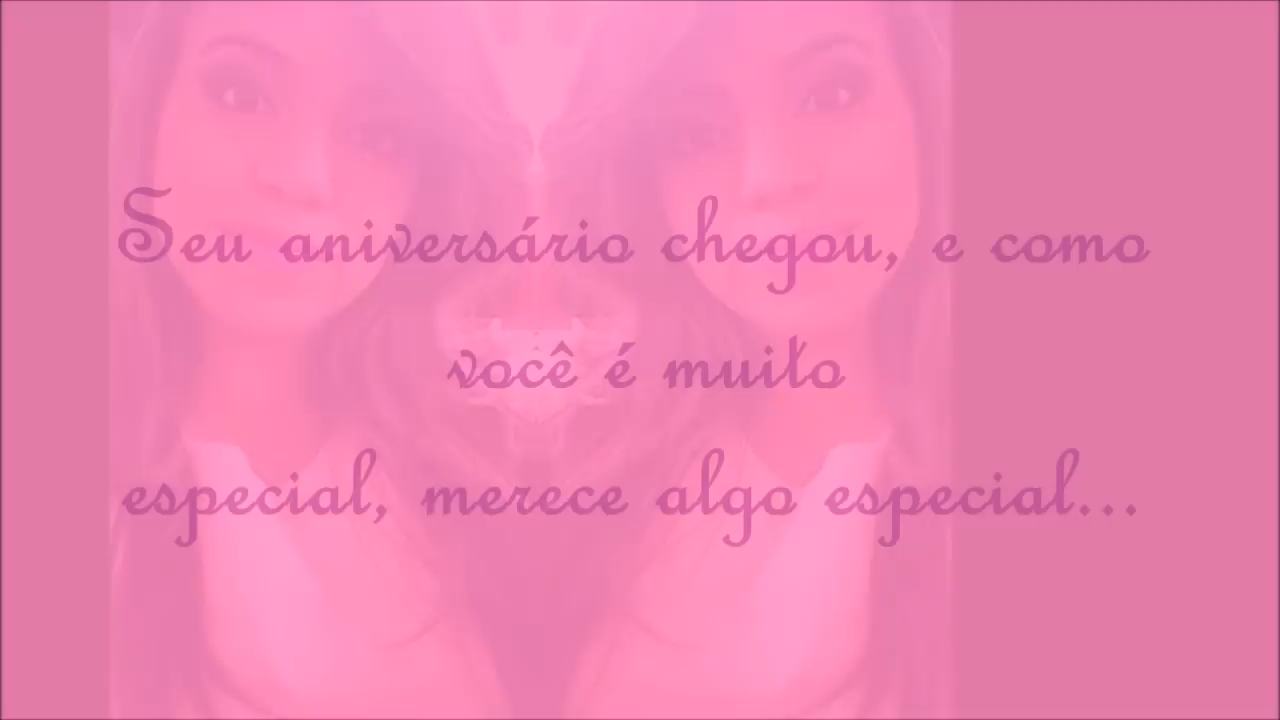 Seu aniversário chegou, e como
você é muito
especial, merece algo especial...